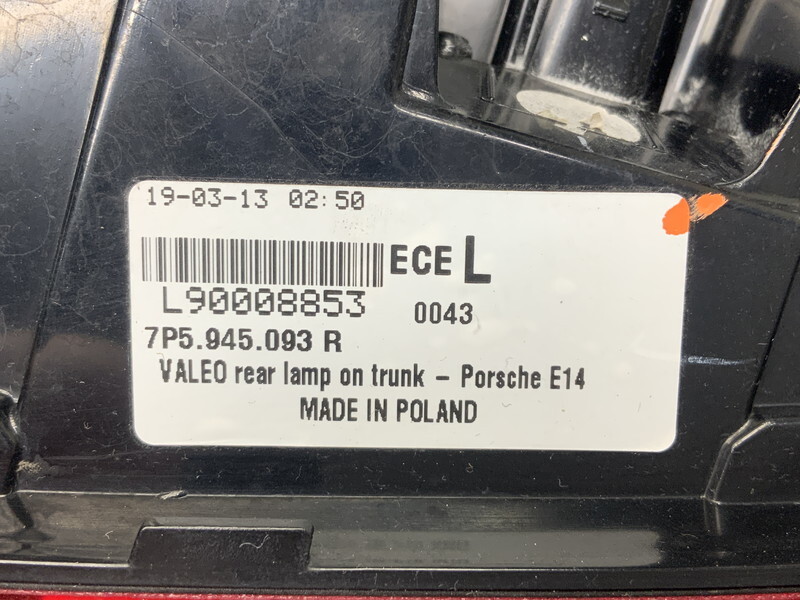 19-03-13 02:50
ECE L
L90008853 0043
7P5.945.093 R
VALEO rear lamp on trunk – Porsche E14
MADE IN POLAND